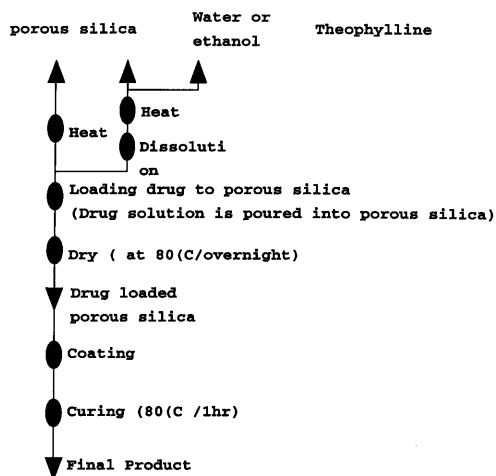 porous silica
Water or
ethanol
Theophylline
Heat
Heat
Dissoluti
on
Loading drug to porous silica
(Drug solution is poured into porous silica)
Dry ( at 80(C/overnight)
Drug loaded
porous silica
Coating
Curing (80(C /1hr)
Final Product